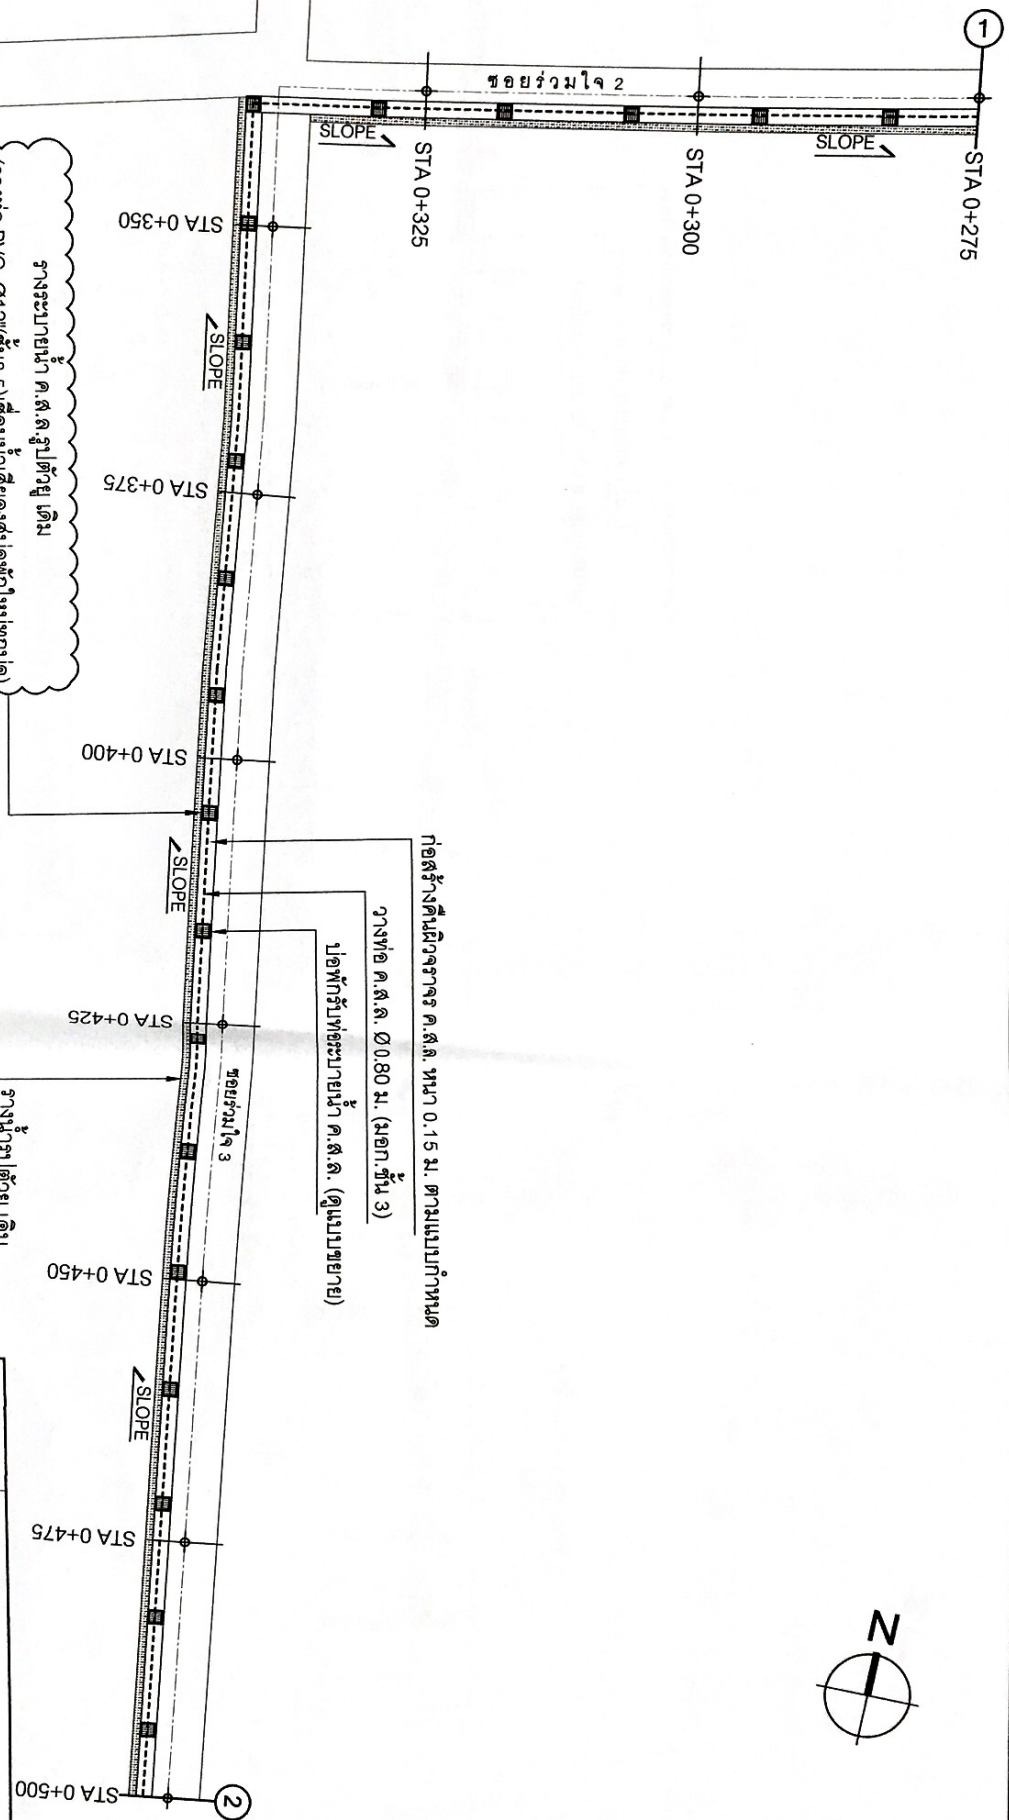 1
ซอยร่วมใจ 2
SLOPE
SLOPE
STA 0+275
STA 0+300
STA 0+325
STA 0+350
SLOPE
STA 0+375
รางระบายน้ำ ค.ส.ล.รูปตัวยู เดิม
STA 0+400
SLOPE
ก่อสร้างคืนผิวจราจร ค.ส.ล. หนา 0.15 ม. ตามแบบกำหนด
วางท่อ ค.ส.ล. Ø 0.80 ม. (มอก.ชั้น 3)
บ่อพักรับท่อระบายน้ำ ค.ส.ล. (ดูแบบขยาย)
STA 0+425
ซอยร่วมใจ 3
STA 0+450
SLOPE
STA 0+475
N
STA 0+500
2